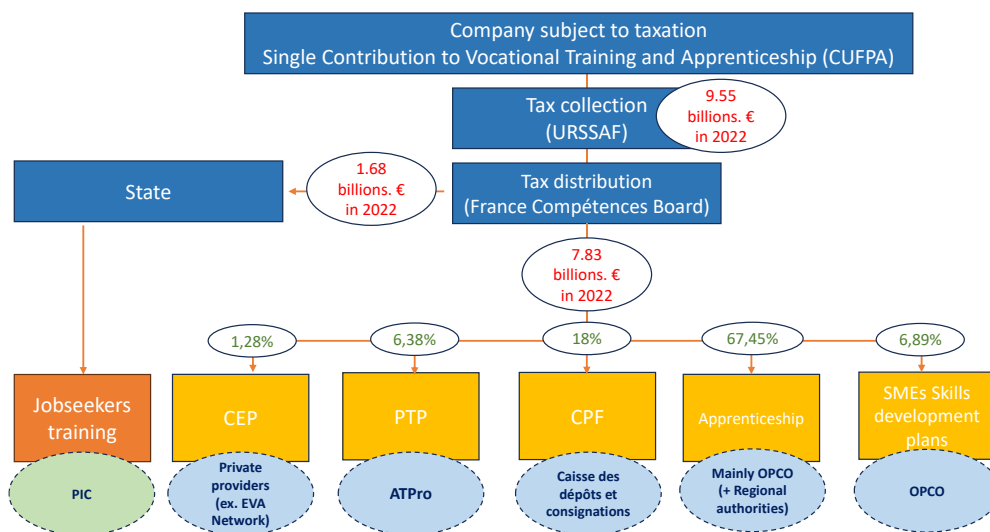 Company subject to taxation
Single Contribution to Vocational Training and Apprenticeship (CUFPA)
Tax collection
(URSSAF)
9.55
billions. €
in 2022
State
1.68
billions. €
in 2022
Tax distribution
(France Compétences Board)
7.83
billions. €
in 2022
1,28%
6,38%
18%
67,45%
6,89%
Jobseekers
training
CEP
PTP
CPF
Apprenticeship
SMEs Skills
development
plans
PIC
Private
providers
(ex. EVA
Network)
ATPro
Caisse des
dépôts et
consignations
Mainly OPCO
(+ Regional
authorities)
OPCO